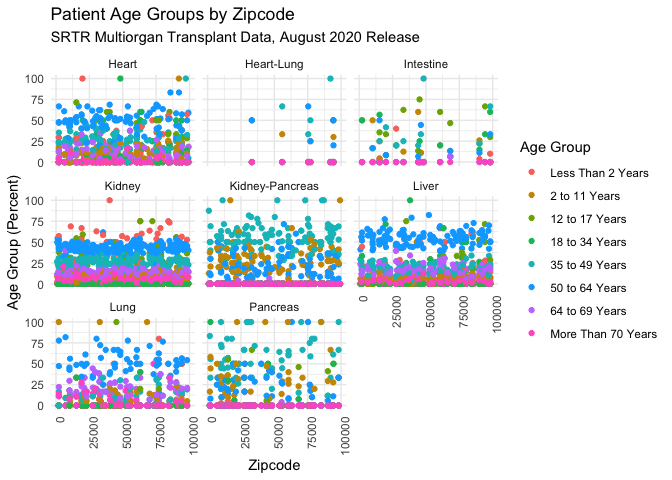 Patient Age Groups by Zipcode
SRTR Multiorgan Transplant Data, August 2020 Release
Heart
Heart-Lung
Intestine
100
75
50
25
0
Kidney
Kidney-Pancreas
Liver
100
75
50
25
0
0
25000
50000
75000
100000
Lung
Pancreas
100
75
50
25
0
0
25000
50000
75000
100000
0
25000
50000
75000
100000
Age Group (Percent)
Zipcode
Age Group
Less Than 2 Years
2 to 11 Years
12 to 17 Years
18 to 34 Years
35 to 49 Years
50 to 64 Years
64 to 69 Years
More Than 70 Years